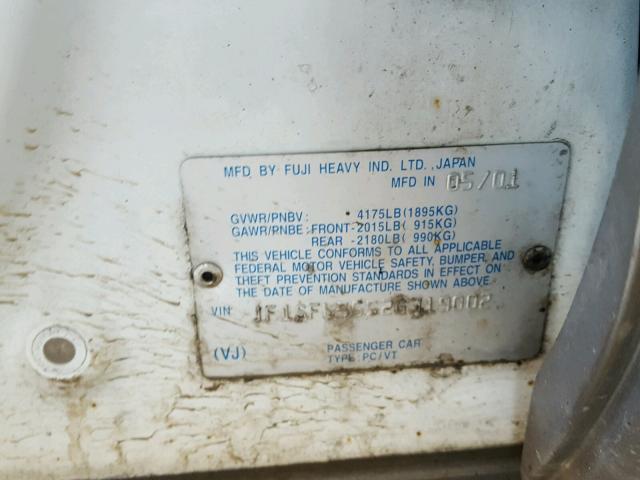 MFD. BY FUJI HEAVY IND. LTD., JAPAN
MFD IN 05/01
GVWR/PNBV: 4175LB(1895KG)
GAWR/PNBE: FRONT-2015LB( 915KG)
REAR -2180LB( 990KG)
THIS VEHICLE CONFORMS TO ALL APPLICABLE
FEDERAL MOTOR VEHICLE SAFETY, BUMPER, AND
THEFT PREVENTION STANDARDS IN EFFECT ON
THE DATE OF MANUFACTURE SHOWN ABOVE.
VIN
(VJ) PASSENGER CAR
TYPE:PC/VT